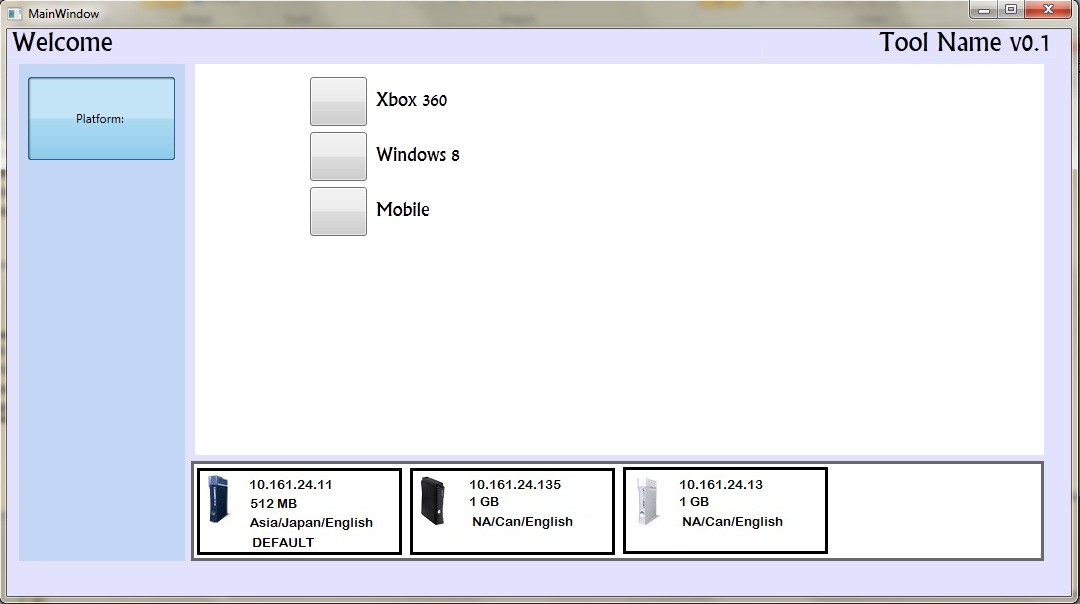 MainWindow
Welcome
Tool Name v0.1
Platform:
Xbox 360
Windows 8
Mobile
10.161.24.11
512 MB
Asia/Japan/English
DEFAULT
10.161.24.135
1 GB
NA/Can/English
10.161.24.13
1 GB
NA/Can/English